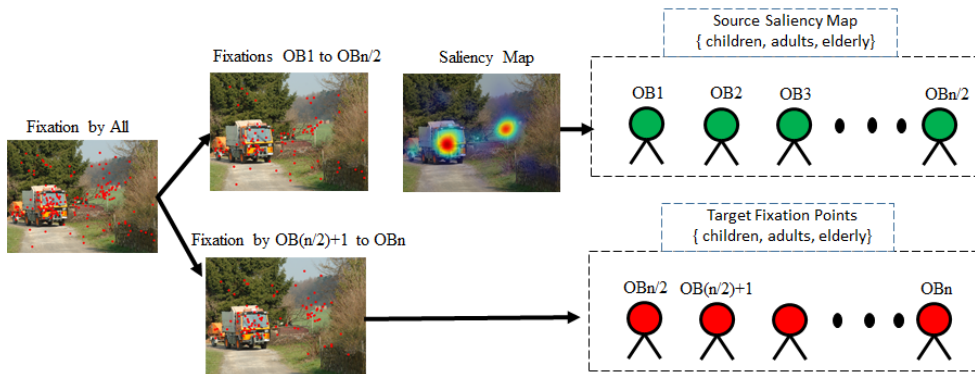 Fixation by All
Fixations OB1 to OBn/2
Saliency Map
Source Saliency Map
{ children, adults, elderly}
OB1
OB2
OB3
OBn/2
Fixation by OB(n/2)+1 to OBn
Target Fixation Points
{ children, adults, elderly}
OBn/2
OB(n/2)+1
OBn